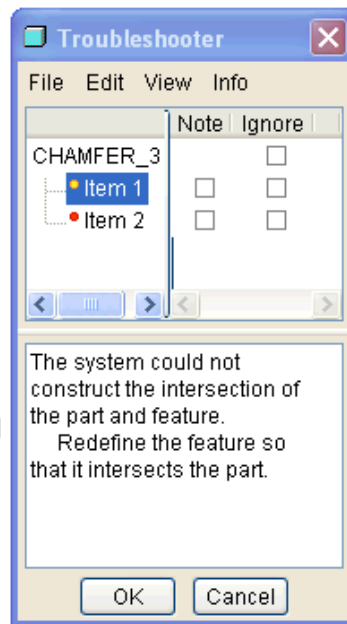 Troubleshooter
File Edit View Info
Note Ignore
CHAMFER_3
Item 1
Item 2
The system could not
construct the intersection of
the part and feature.
Redefine the feature so
that it intersects the part.
OK Cancel